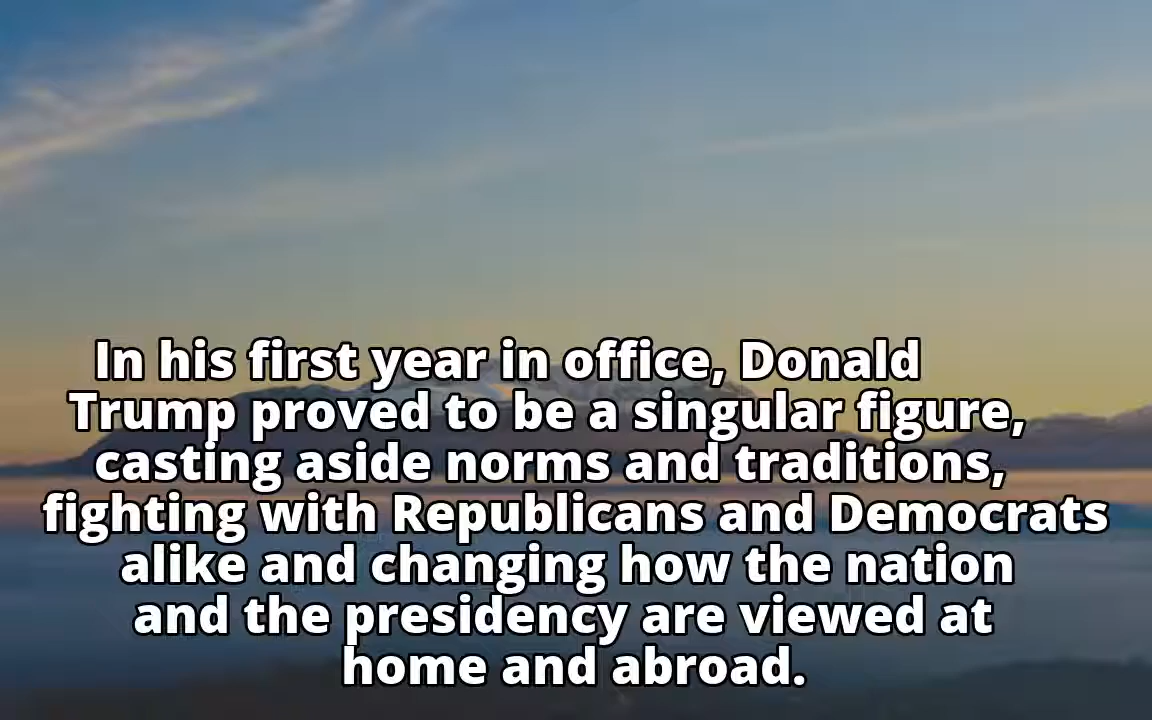 In his first year in office, Donald
Trump proved to be a singular figure,
casting aside norms and traditions,
fighting with Republicans and Democrats
alike and changing how the nation
and the presidency are viewed at
home and abroad.